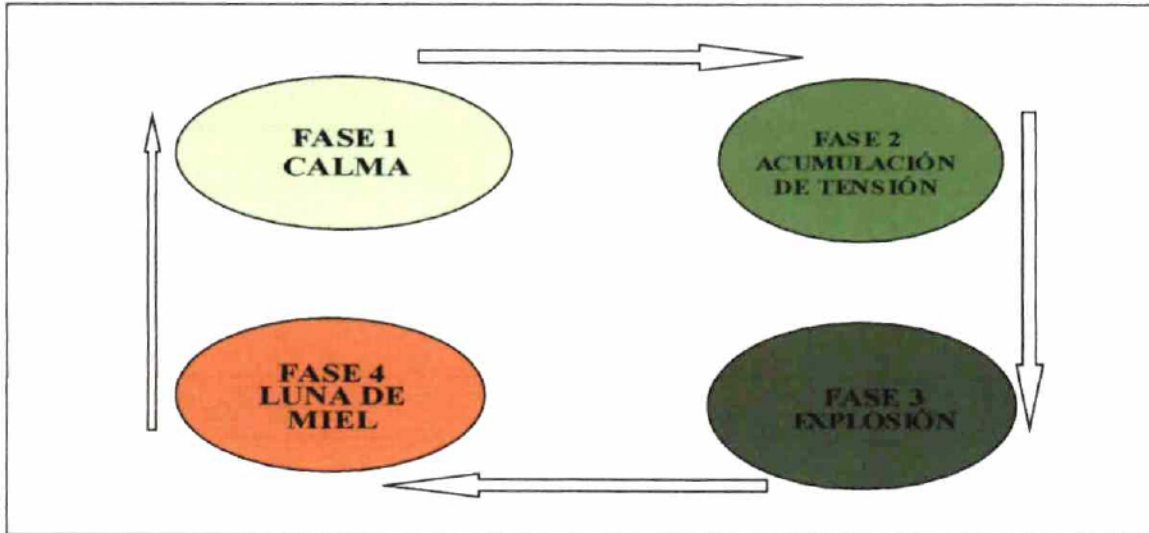 FASE 1
CALMA
FASE 2
ACUMULACIÓN
DE TENSIÓN
FASE 3
EXPLOSIÓN
FASE 4
LUNA DE
MIEL